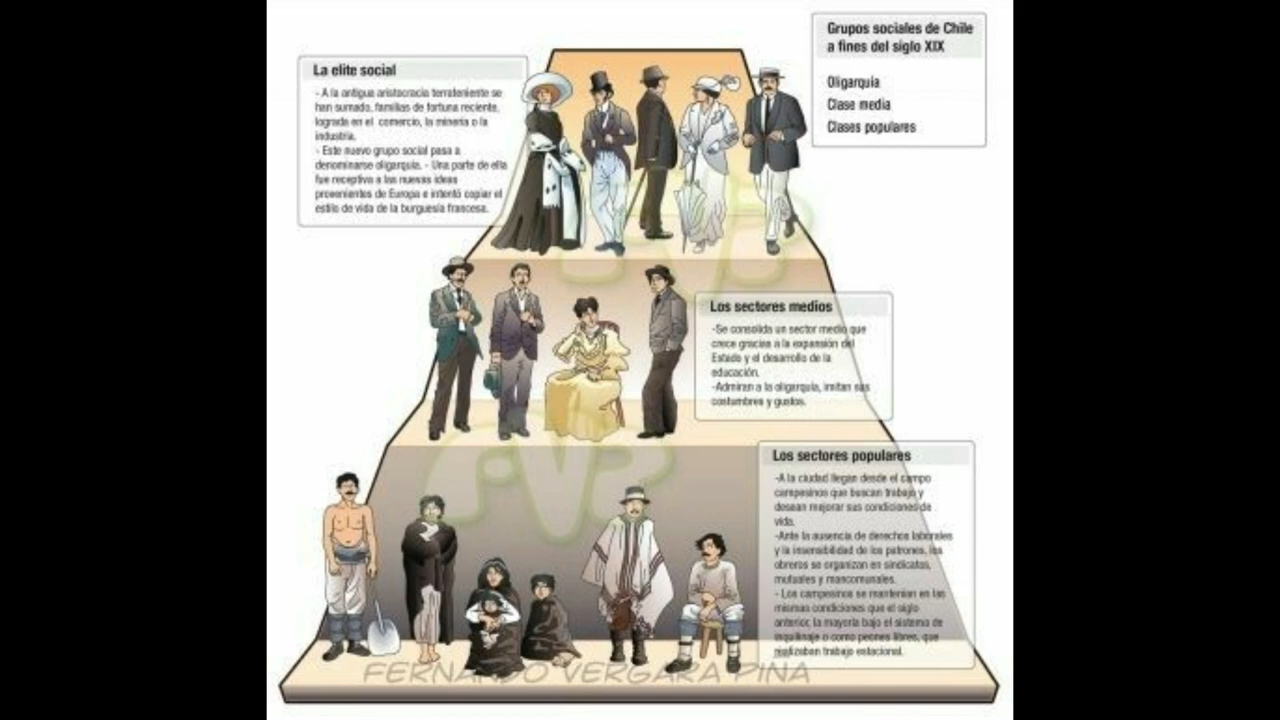 Grupos sociales de Chile
a fines del siglo XIX
Oligarquía
Clase media
Clases populares
La elite social
- A la antigua aristocracia terrateniente se
han sumado, familias de fortuna reciente,
lograda en el comercio, la minería o la
industria.
- Este nuevo grupo social pasa a
denominarse oligarquía. - Una parte de ella
fue receptiva a las nuevas ideas
provenientes de Europa e intentó copiar el
estilo de vida de la burguesía francesa.
Los sectores medios
-Se consolida un sector medio que
crece gracias a la expansión del
Estado y el desarrollo de la
educación.
-Admiran a la oligarquía, imitan sus
costumbres y gustos.
Los sectores populares
-A la ciudad llegan desde el campo
campesinos que buscan trabajo y
desean mejorar sus condiciones de
vida.
-Ante la ausencia de derechos laborales
y la insensibilidad de los patrones, los
obreros se organizan en sindicatos,
mutuales y mancomunales.
- Los campesinos se mantenían en las
mismas condiciones que el siglo
anterior, la mayoría bajo el sistema de
inquilinaje o como peones libres, que
realizaban trabajo estacional.
FERNANDO VERGARA PIÑA